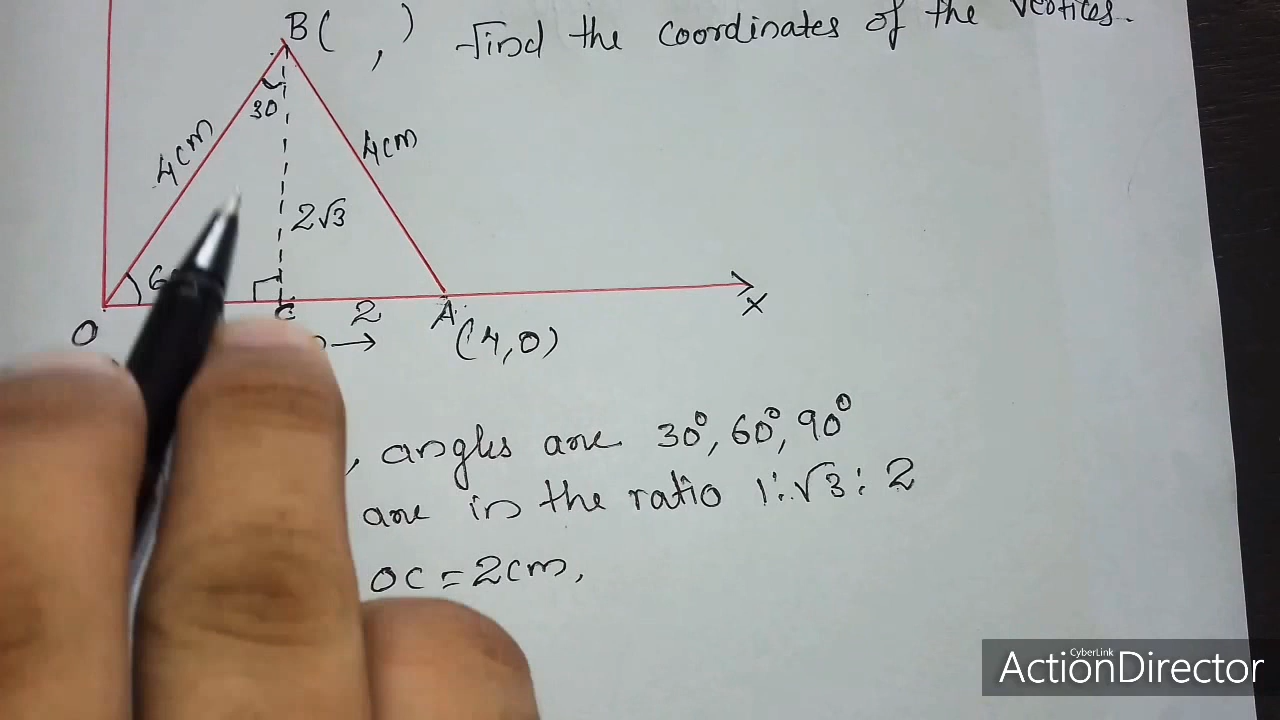 B( , ) Find the coordinates of the vertices.
30
4cm
4cm
2√3
C
2
A
X
O
→
(4,0)
, angles are 30°, 60°, 90°
are in the ratio 1:√3:2
OC = 2cm,
CyberLink
ActionDirector